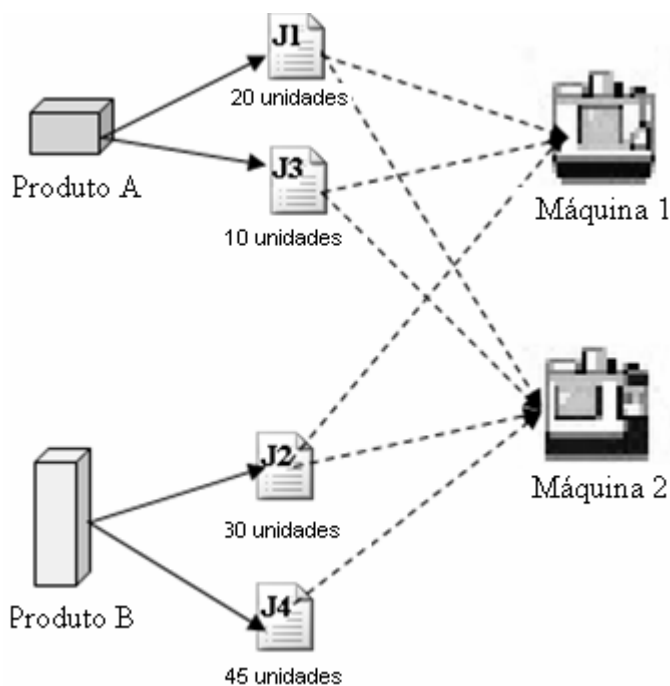 J1
20 unidades
Produto A
J3
Máquina 1
10 unidades
J2
Máquina 2
30 unidades
Produto B
J4
45 unidades